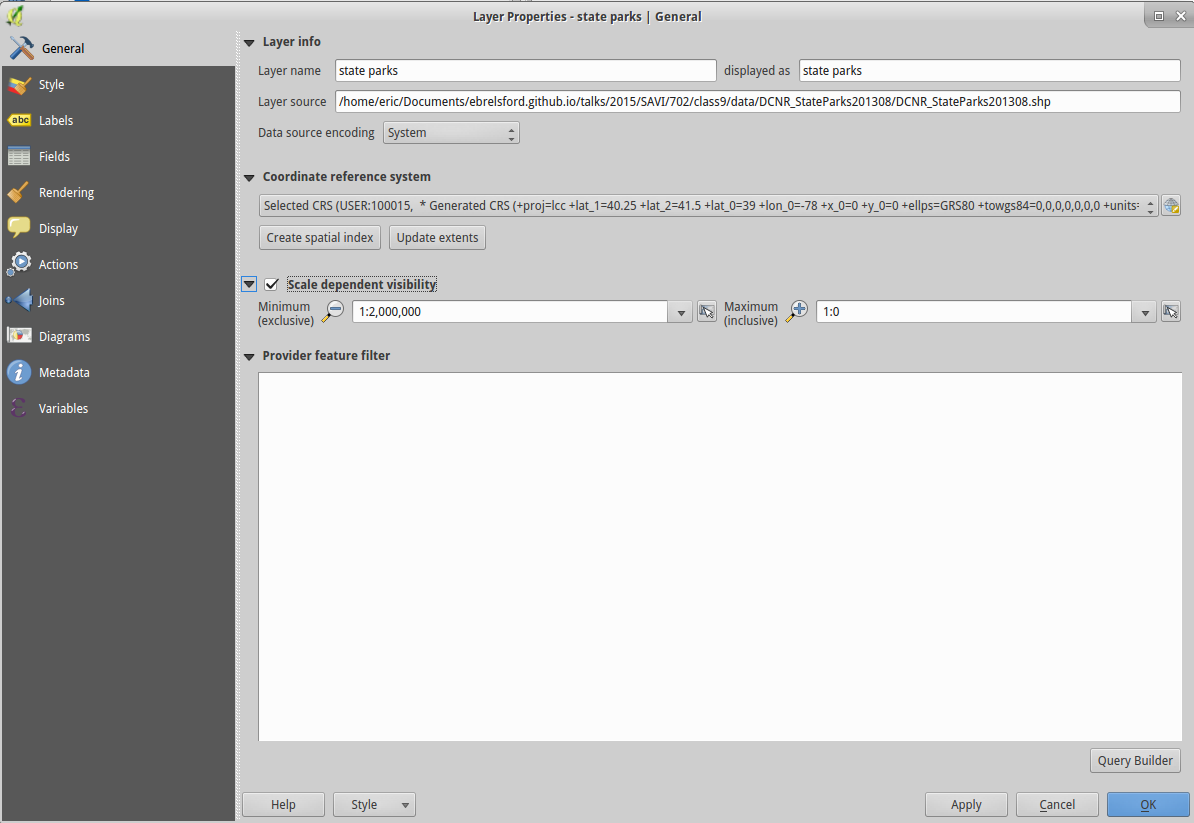 Layer Properties - state parks | General
General
Style
Labels
Fields
Rendering
Display
Actions
Joins
Diagrams
Metadata
Variables
Layer info
Layer name state parks displayed as state parks
Layer source /home/eric/Documents/ebrelsford.github.io/talks/2015/SAVI/702/class9/data/DCNR_StateParks201308/DCNR_StateParks201308.shp
Data source encoding System
Coordinate reference system
Selected CRS (USER:100015, * Generated CRS (+proj=lcc +lat_1=40.25 +lat_2=41.5 +lat_0=39 +lon_0=-78 +x_0=0 +y_0=0 +ellps=GRS80 +towgs84=0,0,0,0,0,0,0 +units=
Create spatial index Update extents
Scale dependent visibility
Minimum (exclusive) 1:2,000,000 Maximum (inclusive) 1:0
Provider feature filter
Query Builder
Help Style Apply Cancel OK
abc